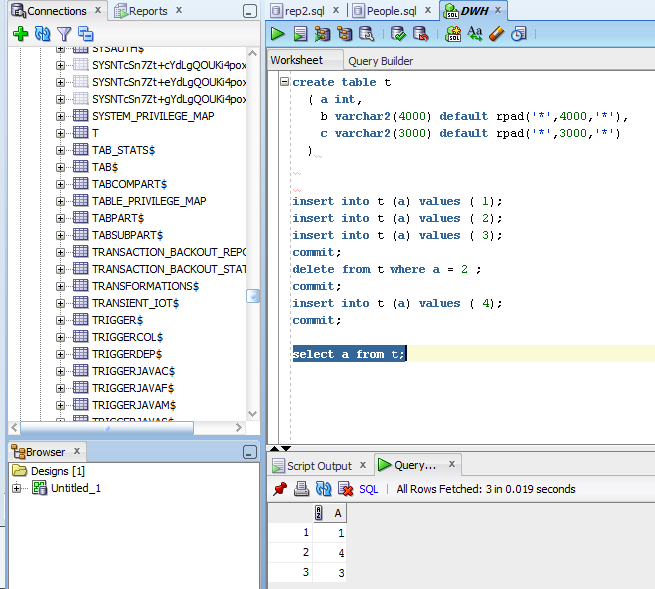 Connections x
Reports x
SYSAUTH$
SYSNTcSn7Zt+cYdLgQOUKi4pox
SYSNTcSn7Zt+eYdLgQOUKi4pox
SYSNTcSn7Zt+gYdLgQOUKi4pox
SYSTEM_PRIVILEGE_MAP
T
TAB_STATS$
TAB$
TABCOMPART$
TABLE_PRIVILEGE_MAP
TABPART$
TABSUBPART$
TRANSACTION_BACKOUT_REPO
TRANSACTION_BACKOUT_STAT
TRANSFORMATIONS$
TRANSIENT_IOT$
TRIGGER$
TRIGGERCOL$
TRIGGERDEP$
TRIGGERJAVAC$
TRIGGERJAVAF$
TRIGGERJAVAM$
TRIGGERJAVAS$
Browser x
Designs [1]
Untitled_1
rep2.sql x
People.sql x
DWH x
Worksheet
Query Builder
create table t
( a int,
b varchar2(4000) default rpad('*',4000,'*'),
c varchar2(3000) default rpad('*',3000,'*')
)
insert into t (a) values ( 1);
insert into t (a) values ( 2);
insert into t (a) values ( 3);
commit;
delete from t where a = 2 ;
commit;
insert into t (a) values ( 4);
commit;
select a from t;
Script Output x
Query... x
SQL | All Rows Fetched: 3 in 0.019 seconds
A
1 1
2 4
3 3